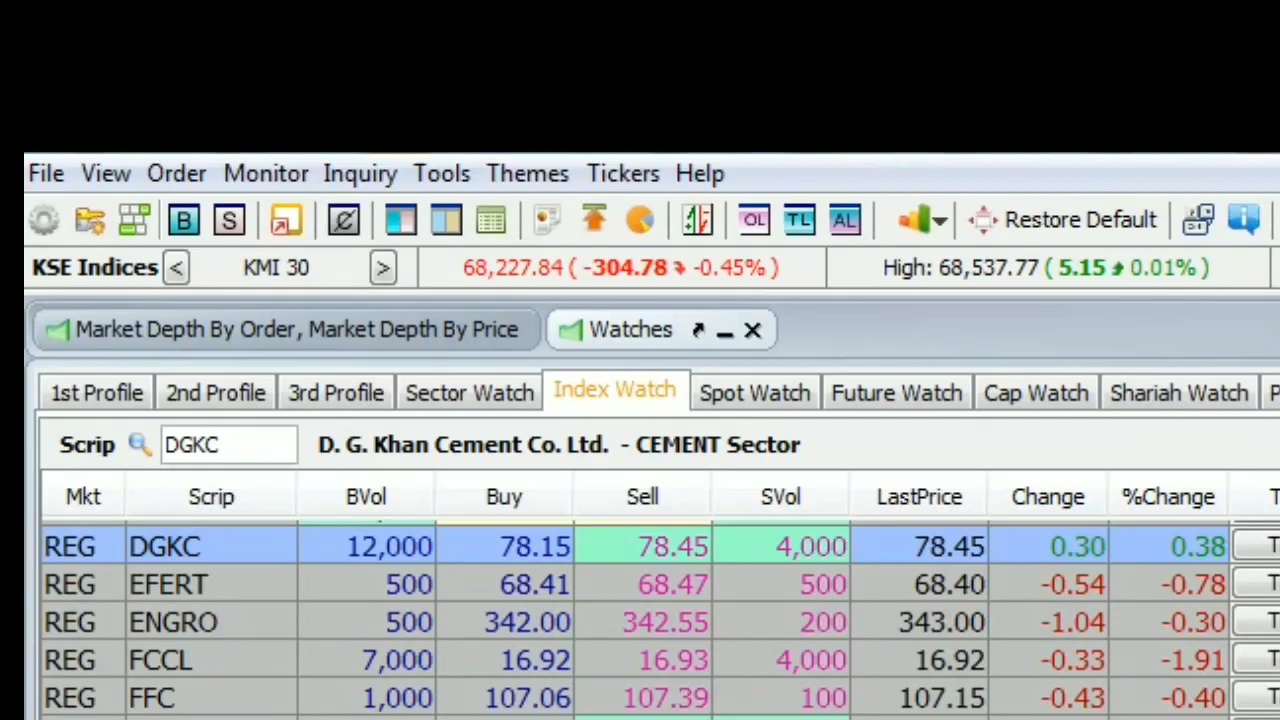 File View Order Monitor Inquiry Tools Themes Tickers Help
B S OL TL AL Restore Default
KSE Indices < KMI 30 > 68,227.84 ( -304.78 -0.45% ) High: 68,537.77 ( 5.15 0.01% )
Market Depth By Order, Market Depth By Price Watches
1st Profile 2nd Profile 3rd Profile Sector Watch Index Watch Spot Watch Future Watch Cap Watch Shariah Watch P
Scrip DGKC D. G. Khan Cement Co. Ltd. - CEMENT Sector
Mkt Scrip BVol Buy Sell SVol LastPrice Change %Change T
REG DGKC 12,000 78.15 78.45 4,000 78.45 0.30 0.38 T
REG EFERT 500 68.41 68.47 500 68.40 -0.54 -0.78 T
REG ENGRO 500 342.00 342.55 200 343.00 -1.04 -0.30 T
REG FCCL 7,000 16.92 16.93 4,000 16.92 -0.33 -1.91 T
REG FFC 1,000 107.06 107.39 100 107.15 -0.43 -0.40 T